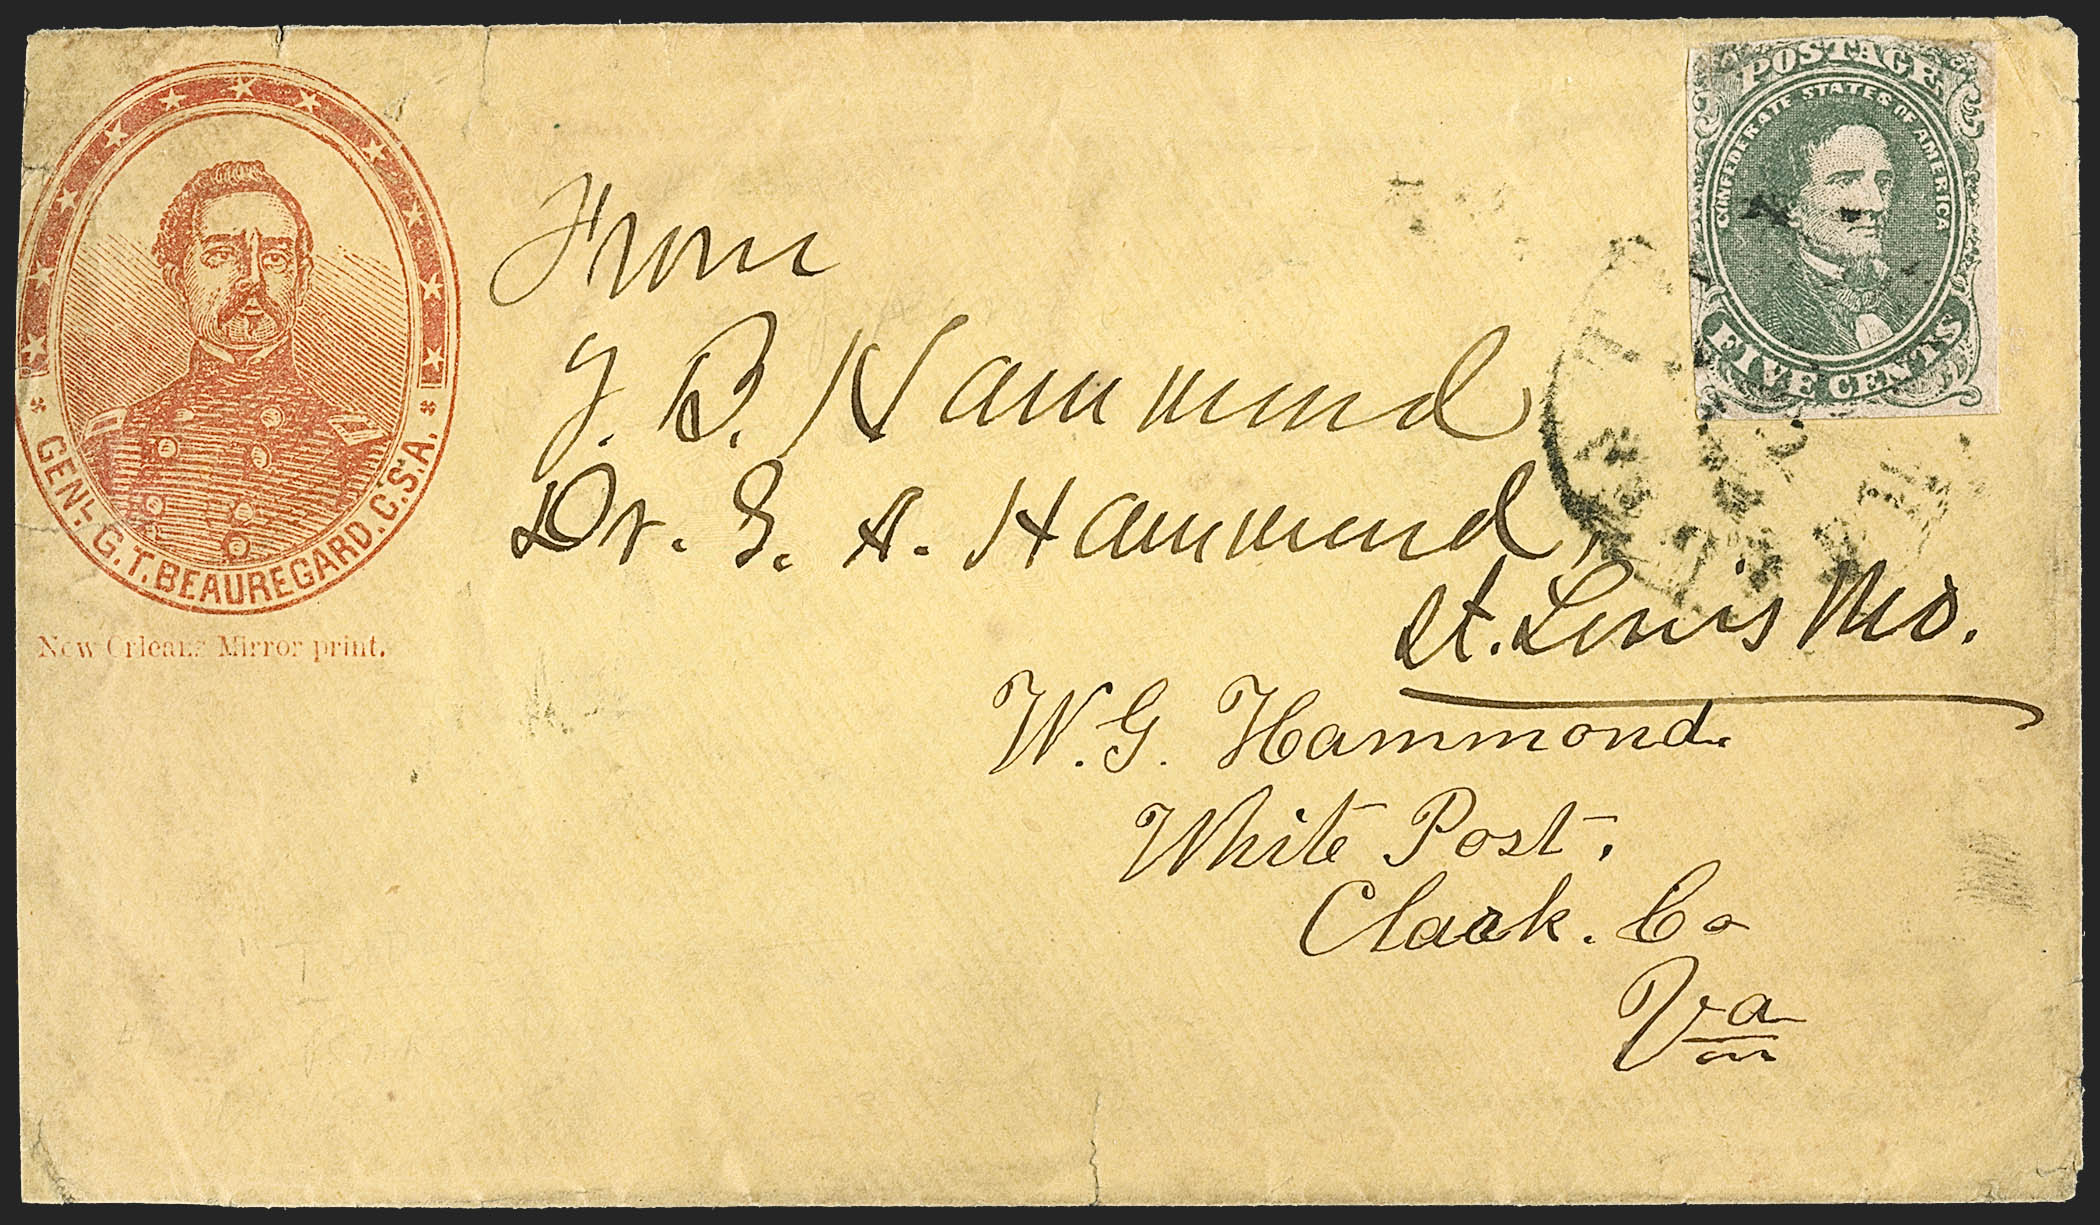 GENL. G.T. BEAUREGARD. C.S.A.
New Orleans Mirror print.
POSTAGE
CONFEDERATE STATES OF AMERICA
FIVE CENTS
From
J. B. Hammond
Dr. S. A. Hammond,
St. Louis Mo.
W. G. Hammond.
White Post.
Clark. Co
Va